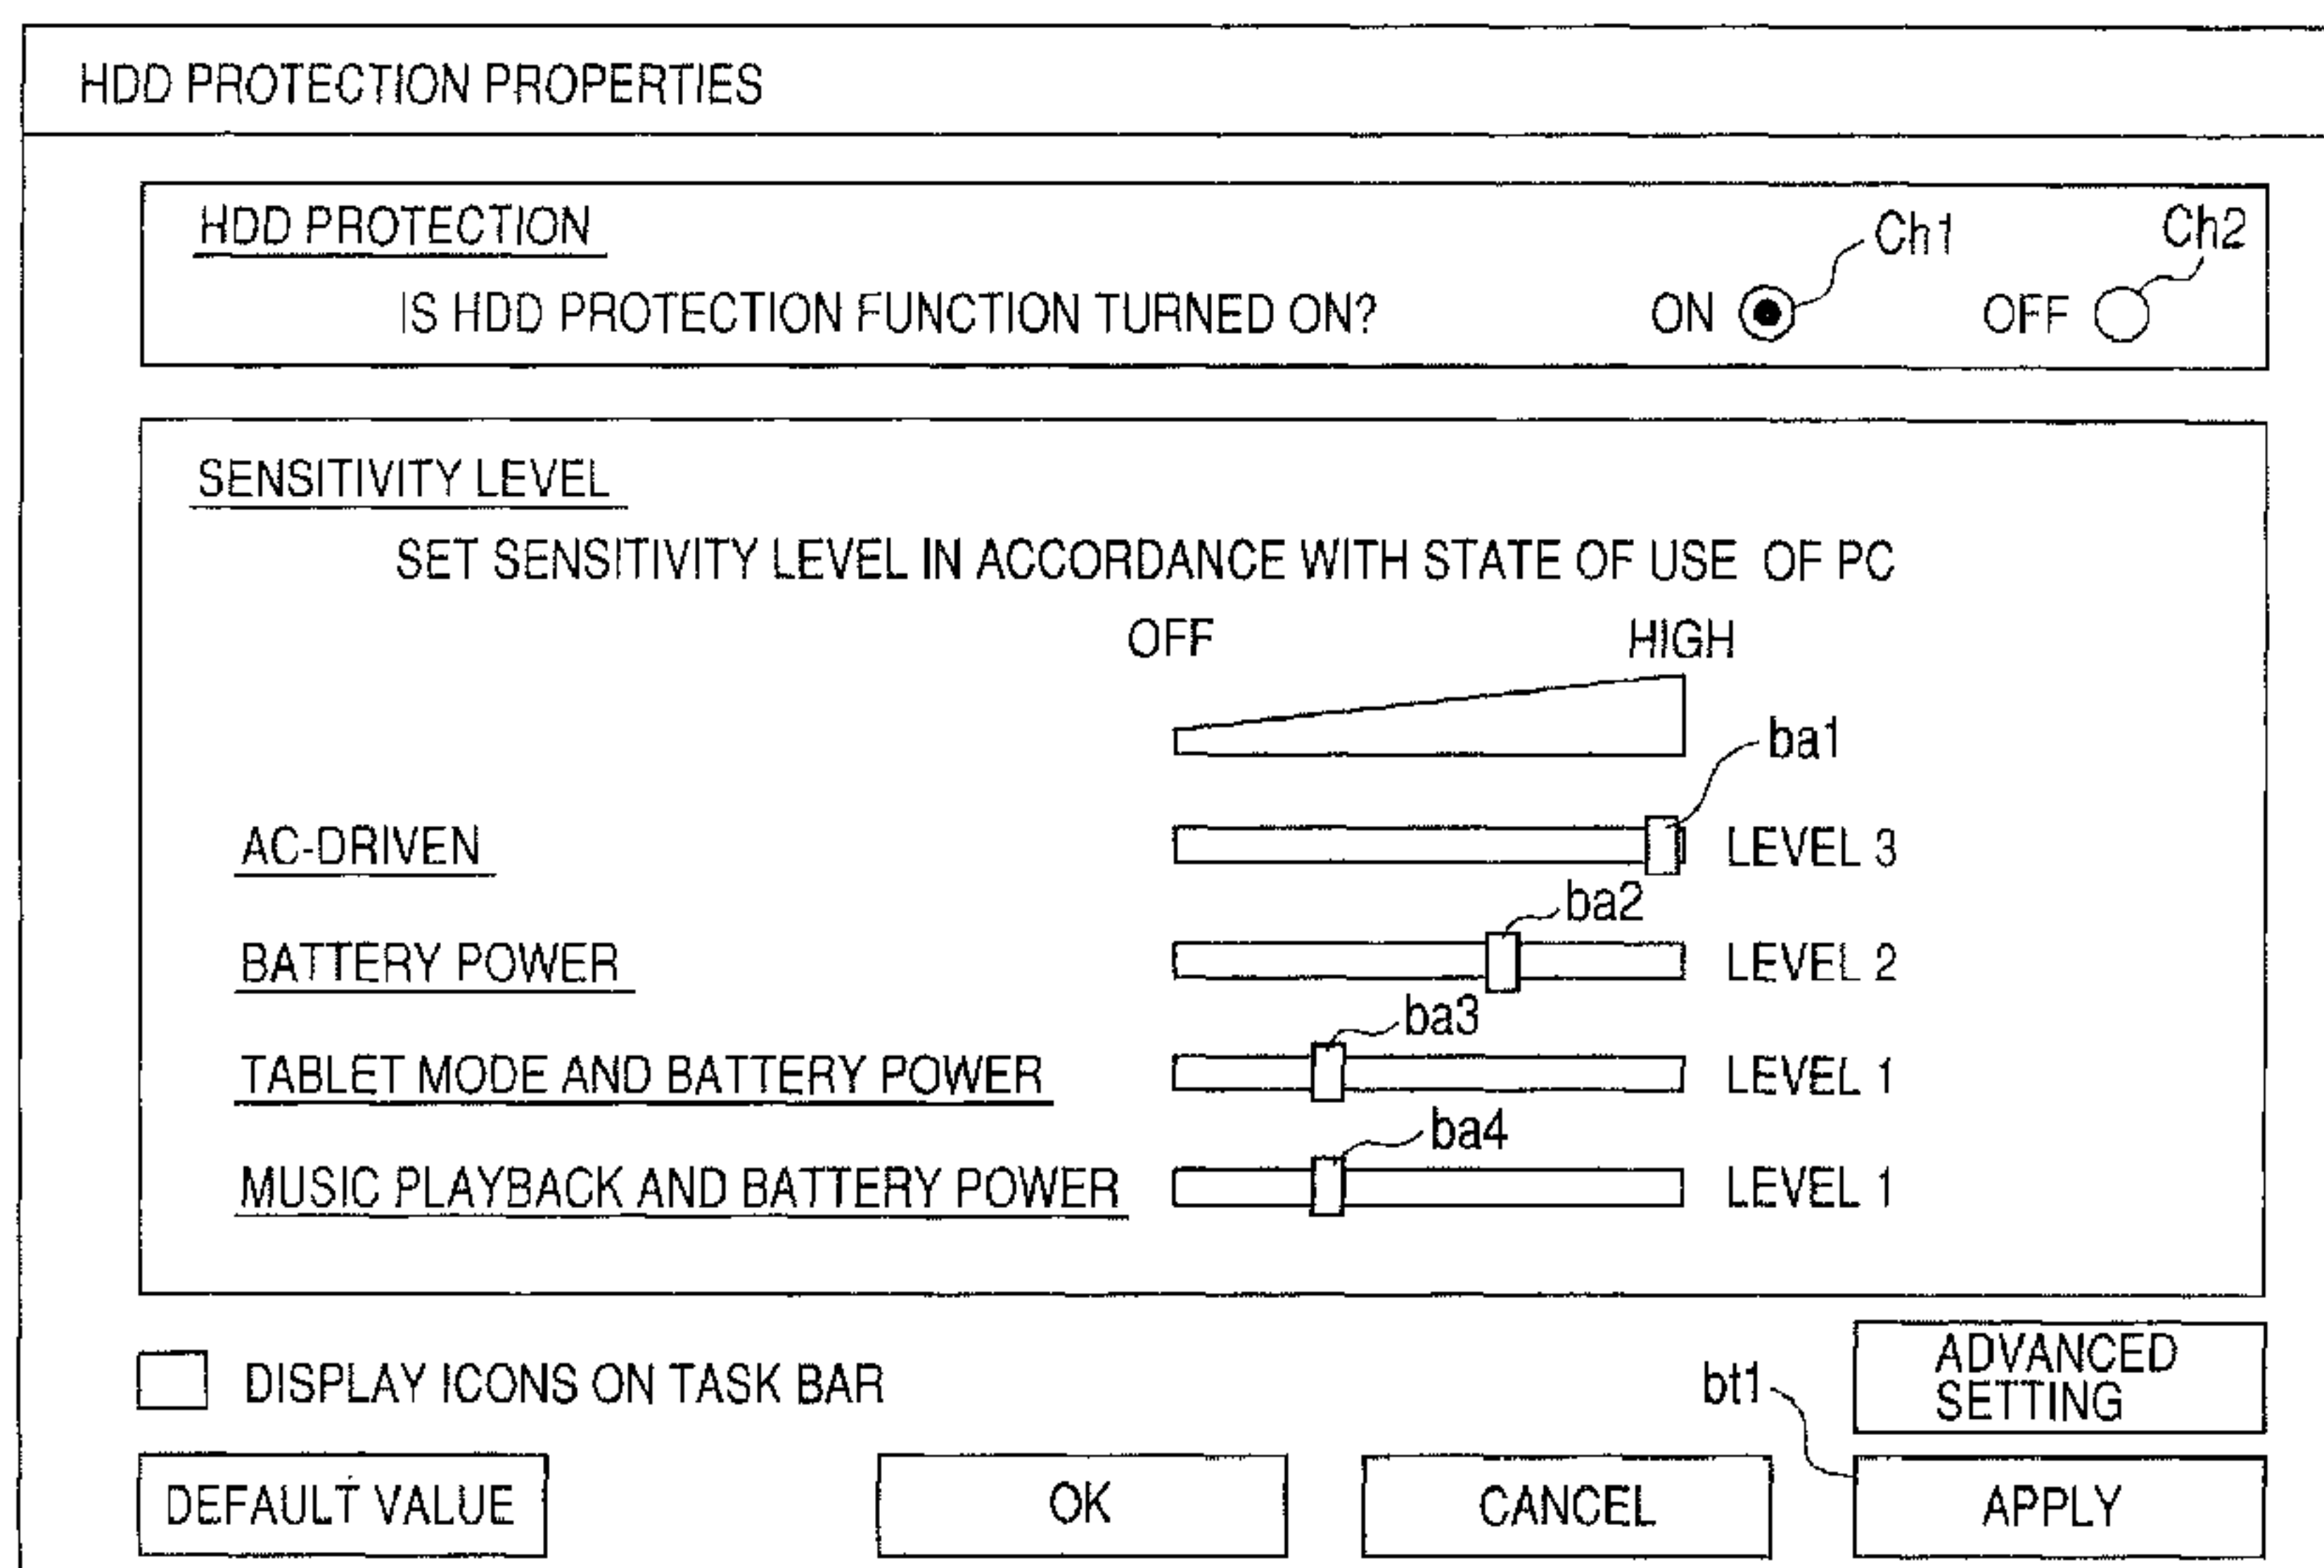 HDD PROTECTION PROPERTIES
HDD PROTECTION
Ch1
Ch2
IS HDD PROTECTION FUNCTION TURNED ON?
ON
OFF
SENSITIVITY LEVEL
SET SENSITIVITY LEVEL IN ACCORDANCE WITH STATE OF USE OF PC
OFF
HIGH
ba1
AC-DRIVEN
LEVEL 3
ba2
BATTERY POWER
LEVEL 2
ba3
TABLET MODE AND BATTERY POWER
LEVEL 1
ba4
MUSIC PLAYBACK AND BATTERY POWER
LEVEL 1
DISPLAY ICONS ON TASK BAR
bt1
ADVANCED
SETTING
DEFAULT VALUE
OK
CANCEL
APPLY